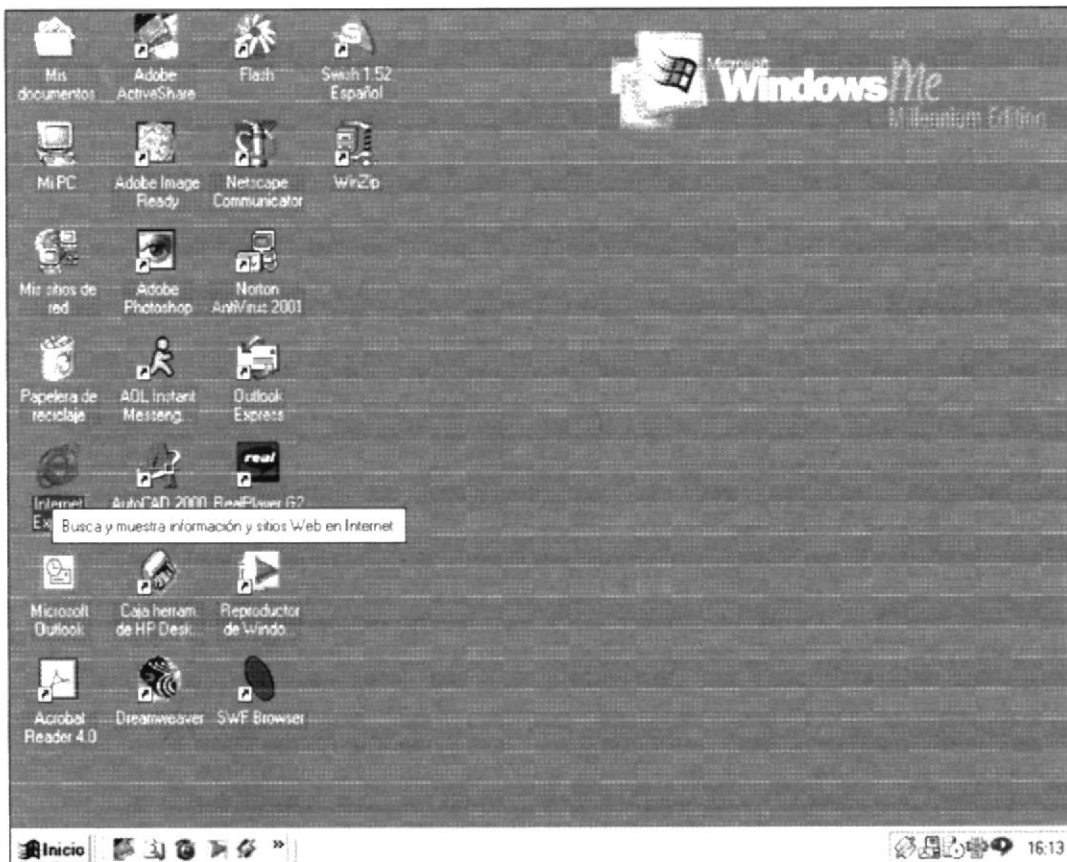 Mis
documentos
Adobe
ActiveShare
Flash
Swish 1.52
Español
Microsoft
Windows Me
Millennium Edition
Mi PC
Adobe Image
Ready
Netscape
Communicator
WinZip
Mis sitios de
red
Adobe
Photoshop
Norton
AntiVirus 2001
Papelera de
reciclaje
AOL Instant
Messeng...
Outlook
Express
real
Internet
Ex
AutoCAD 2000
RealPlayer G2
Busca y muestra información y sitios Web en Internet
Microsoft
Outlook
Caja herram.
de HP Desk...
Reproductor
de Windo...
Acrobat
Reader 4.0
Dreamweaver
SWF Browser
Inicio
»
16:13